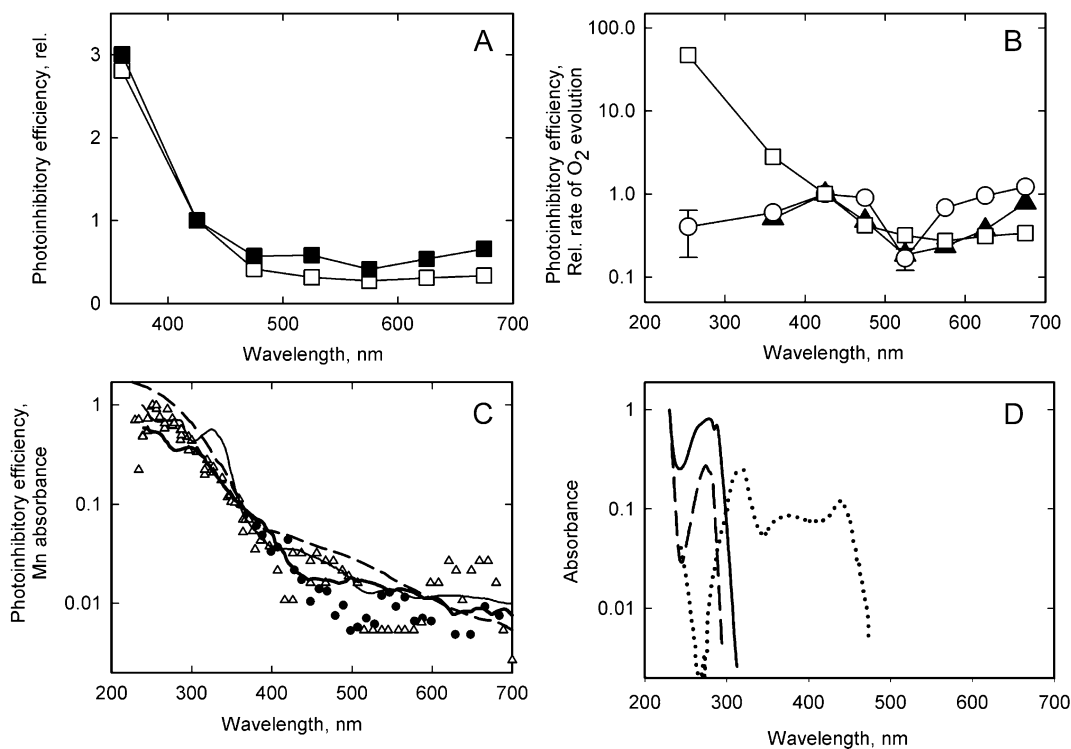 A
Photoinhibitory efficiency, rel.
3
2
1
0
400 500 600 700
Wavelength, nm
B
Photoinhibitory efficiency,
Rel. rate of O2 evolution
100.0
10.0
1.0
0.1
200 300 400 500 600 700
Wavelength, nm
C
Photoinhibitory efficiency,
Mn absorbance
1
0.1
0.01
200 300 400 500 600 700
Wavelength, nm
D
Absorbance
1
0.1
0.01
200 300 400 500 600 700
Wavelength, nm